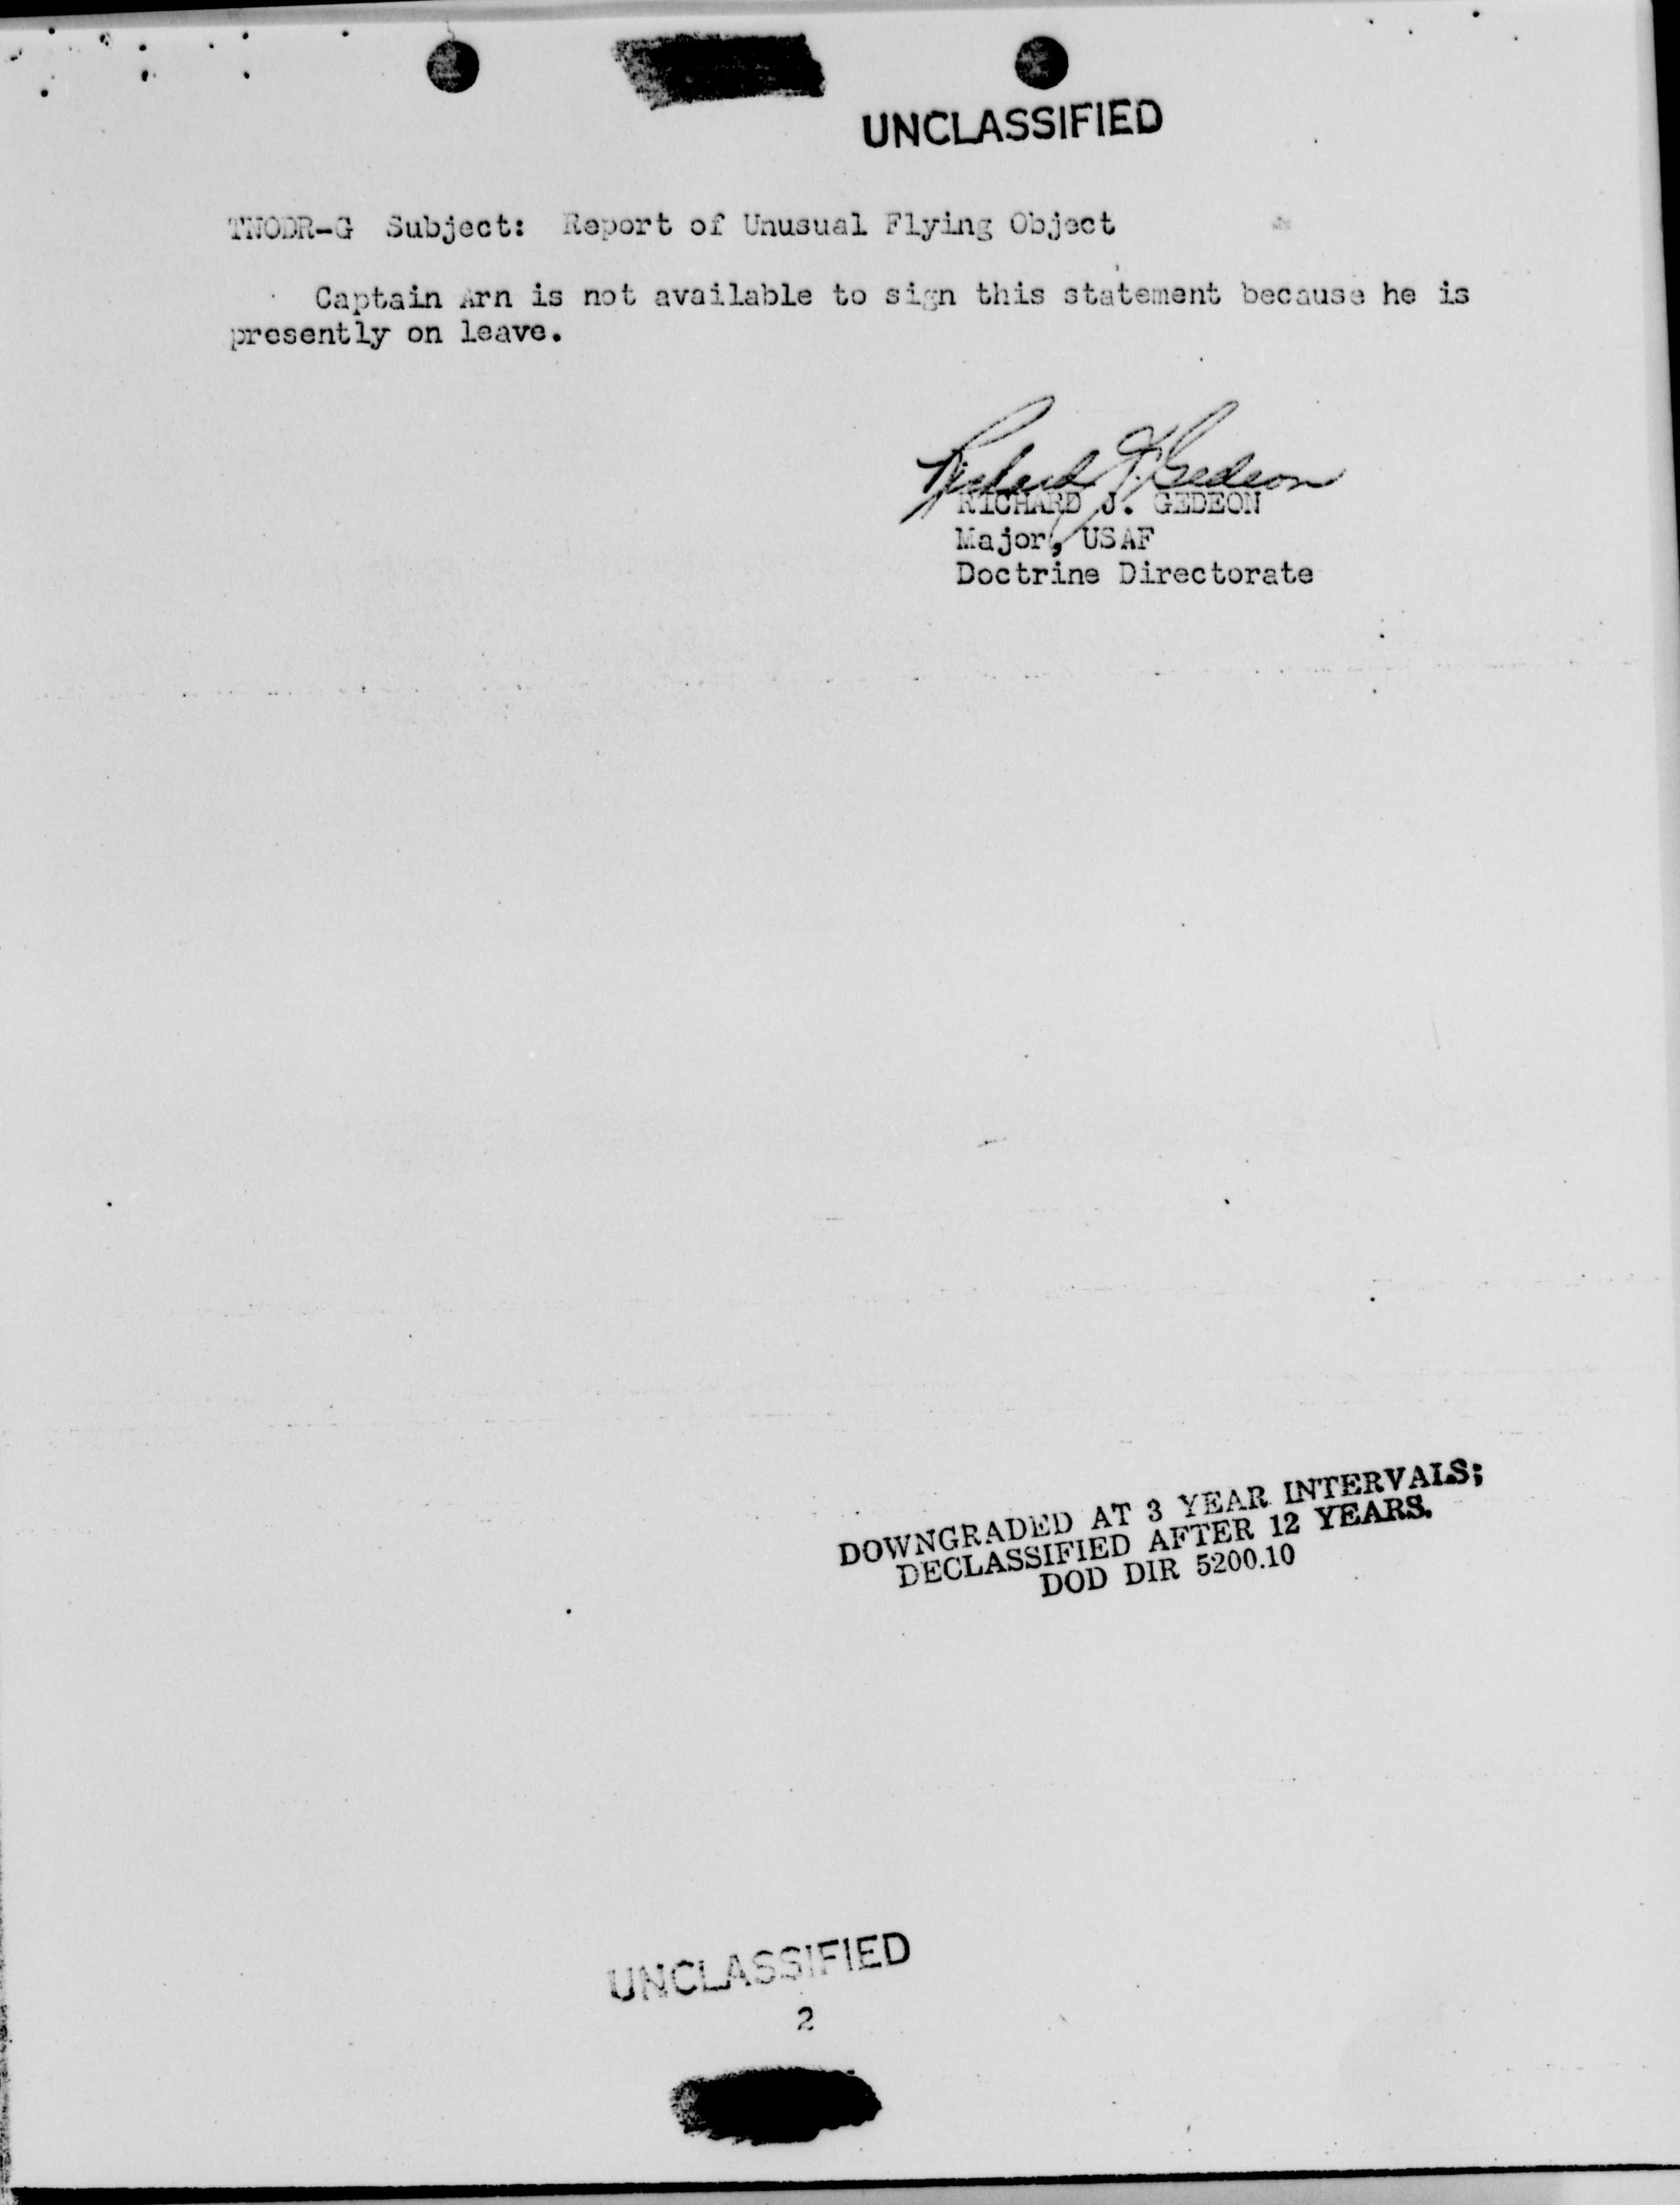 UNCLASSIFIED
TNODR-G Subject: Report of Unusual Flying Object
Captain Arn is not available to sign this statement because he is
presently on leave.
Richard J. Gedeon
RICHARD J. GEDEON
Major, USAF
Doctrine Directorate
DOWNGRADED AT 3 YEAR INTERVALS;
DECLASSIFIED AFTER 12 YEARS.
DOD DIR 5200.10
UNCLASSIFIED
2